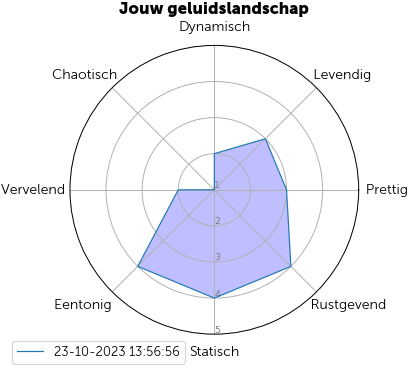 Jouw geluidslandschap
Dynamisch
Chaotisch
Levendig
Vervelend
Prettig
1
2
3
4
5
Eentonig
Rustgevend
23-10-2023 13:56:56
Statisch